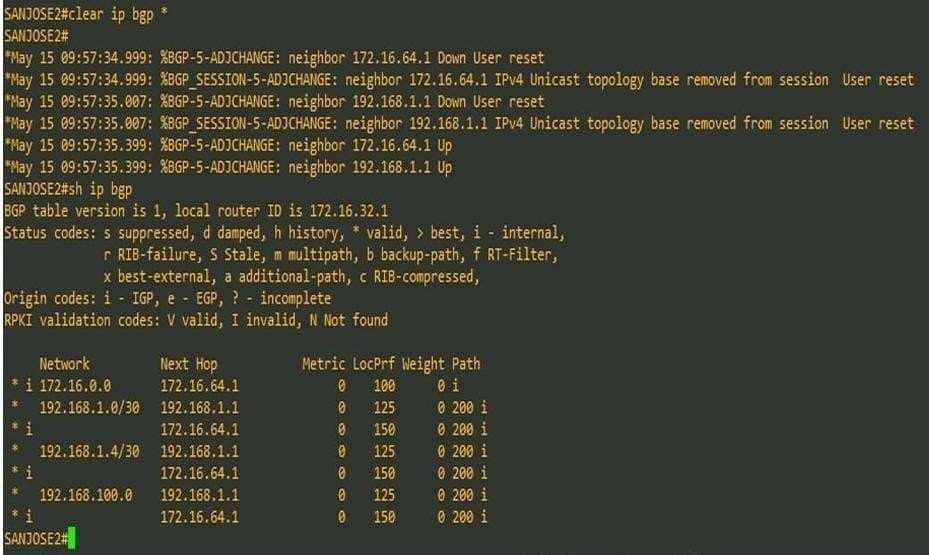 SANJOSE2#clear ip bgp *
SANJOSE2#
*May 15 09:57:34.999: %BGP-5-ADJCHANGE: neighbor 172.16.64.1 Down User reset
*May 15 09:57:34.999: %BGP_SESSION-5-ADJCHANGE: neighbor 172.16.64.1 IPv4 Unicast topology base removed from session  User reset
*May 15 09:57:35.007: %BGP-5-ADJCHANGE: neighbor 192.168.1.1 Down User reset
*May 15 09:57:35.007: %BGP_SESSION-5-ADJCHANGE: neighbor 192.168.1.1 IPv4 Unicast topology base removed from session  User reset
*May 15 09:57:35.399: %BGP-5-ADJCHANGE: neighbor 172.16.64.1 Up
*May 15 09:57:35.399: %BGP-5-ADJCHANGE: neighbor 192.168.1.1 Up
SANJOSE2#sh ip bgp
BGP table version is 1, local router ID is 172.16.32.1
Status codes: s suppressed, d damped, h history, * valid, > best, i - internal,
              r RIB-failure, S Stale, m multipath, b backup-path, f RT-Filter,
              x best-external, a additional-path, c RIB-compressed,
Origin codes: i - IGP, e - EGP, ? - incomplete
RPKI validation codes: V valid, I invalid, N Not found

     Network          Next Hop            Metric LocPrf Weight Path
 * i 172.16.0.0       172.16.64.1              0    100      0 i
 *   192.168.1.0/30   192.168.1.1              0    125      0 200 i
 * i                  172.16.64.1              0    150      0 200 i
 *   192.168.1.4/30   192.168.1.1              0    125      0 200 i
 * i                  172.16.64.1              0    150      0 200 i
 *   192.168.100.0    192.168.1.1              0    125      0 200 i
 * i                  172.16.64.1              0    150      0 200 i
SANJOSE2#